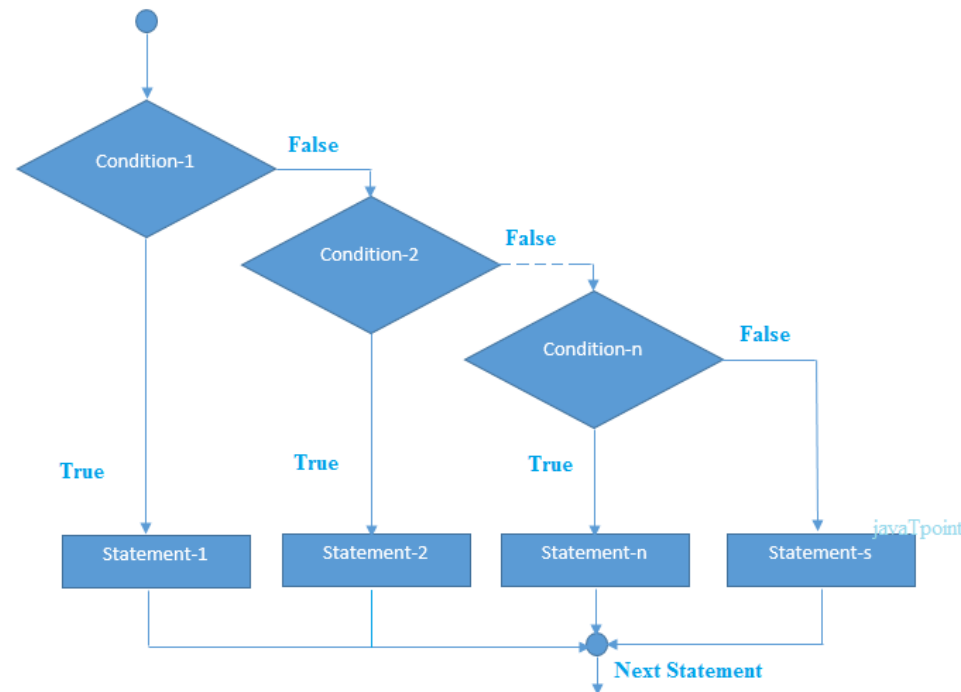 Condition-1
False
Condition-2
False
Condition-n
False
True
True
True
Statement-1
Statement-2
Statement-n
Statement-s
javaTpoint
Next Statement